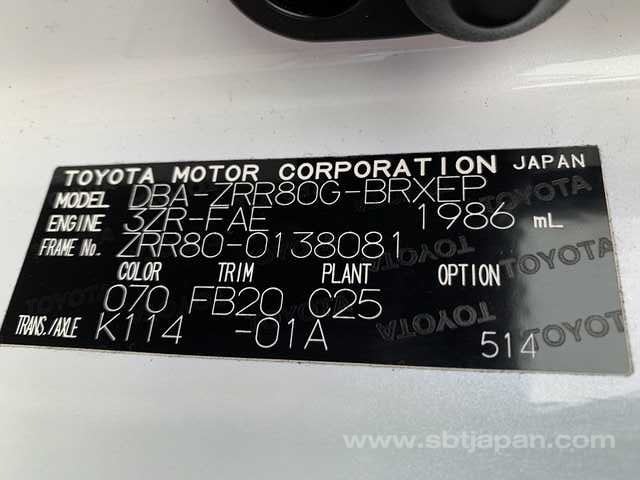 TOYOTA MOTOR CORPORATION JAPAN
MODEL DBA-ZRR80G-BRXEP
ENGINE 3ZR-FAE 1986 mL
FRAME No. ZRR80-0138081
COLOR TRIM PLANT OPTION
070 FB20 C25
TRANS./AXLE K114 -01A
514
www.sbtjapan.com